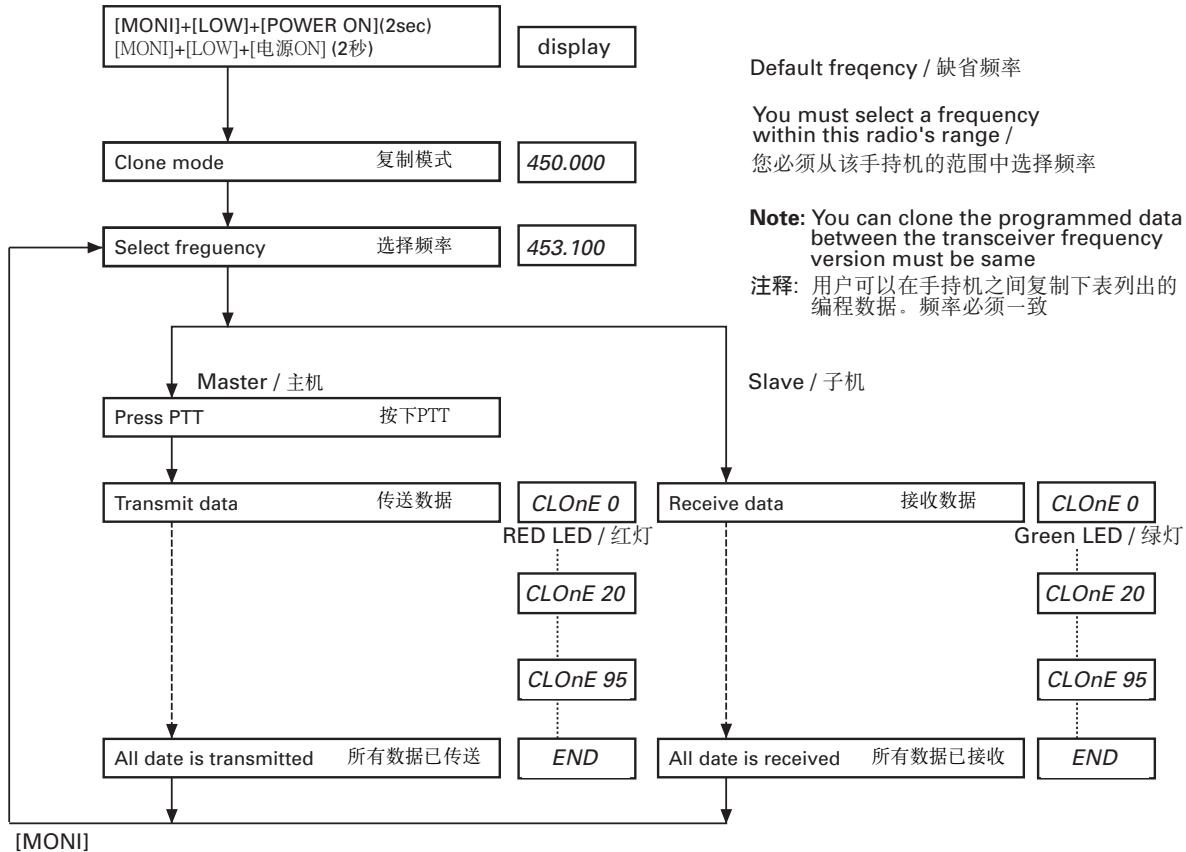 [MONI]+[LOW]+[POWER ON](2sec)
[MONI]+[LOW]+[电源ON] (2秒)
display
Default freqency / 缺省频率
You must select a frequency
within this radio's range /
您必须从该手持机的范围中选择频率
Clone mode 复制模式
450.000
Select freguency 选择频率
453.100
Note: You can clone the programmed data
between the transceiver frequency
version must be same
注释: 用户可以在手持机之间复制下表列出的
编程数据。频率必须一致
Master / 主机
Slave / 子机
Press PTT 按下PTT
Transmit data 传送数据
CLOnE 0
RED LED / 红灯
CLOnE 20
CLOnE 95
Receive data 接收数据
CLOnE 0
Green LED / 绿灯
CLOnE 20
CLOnE 95
All date is transmitted 所有数据已传送
END
All date is received 所有数据已接收
END
[MONI]